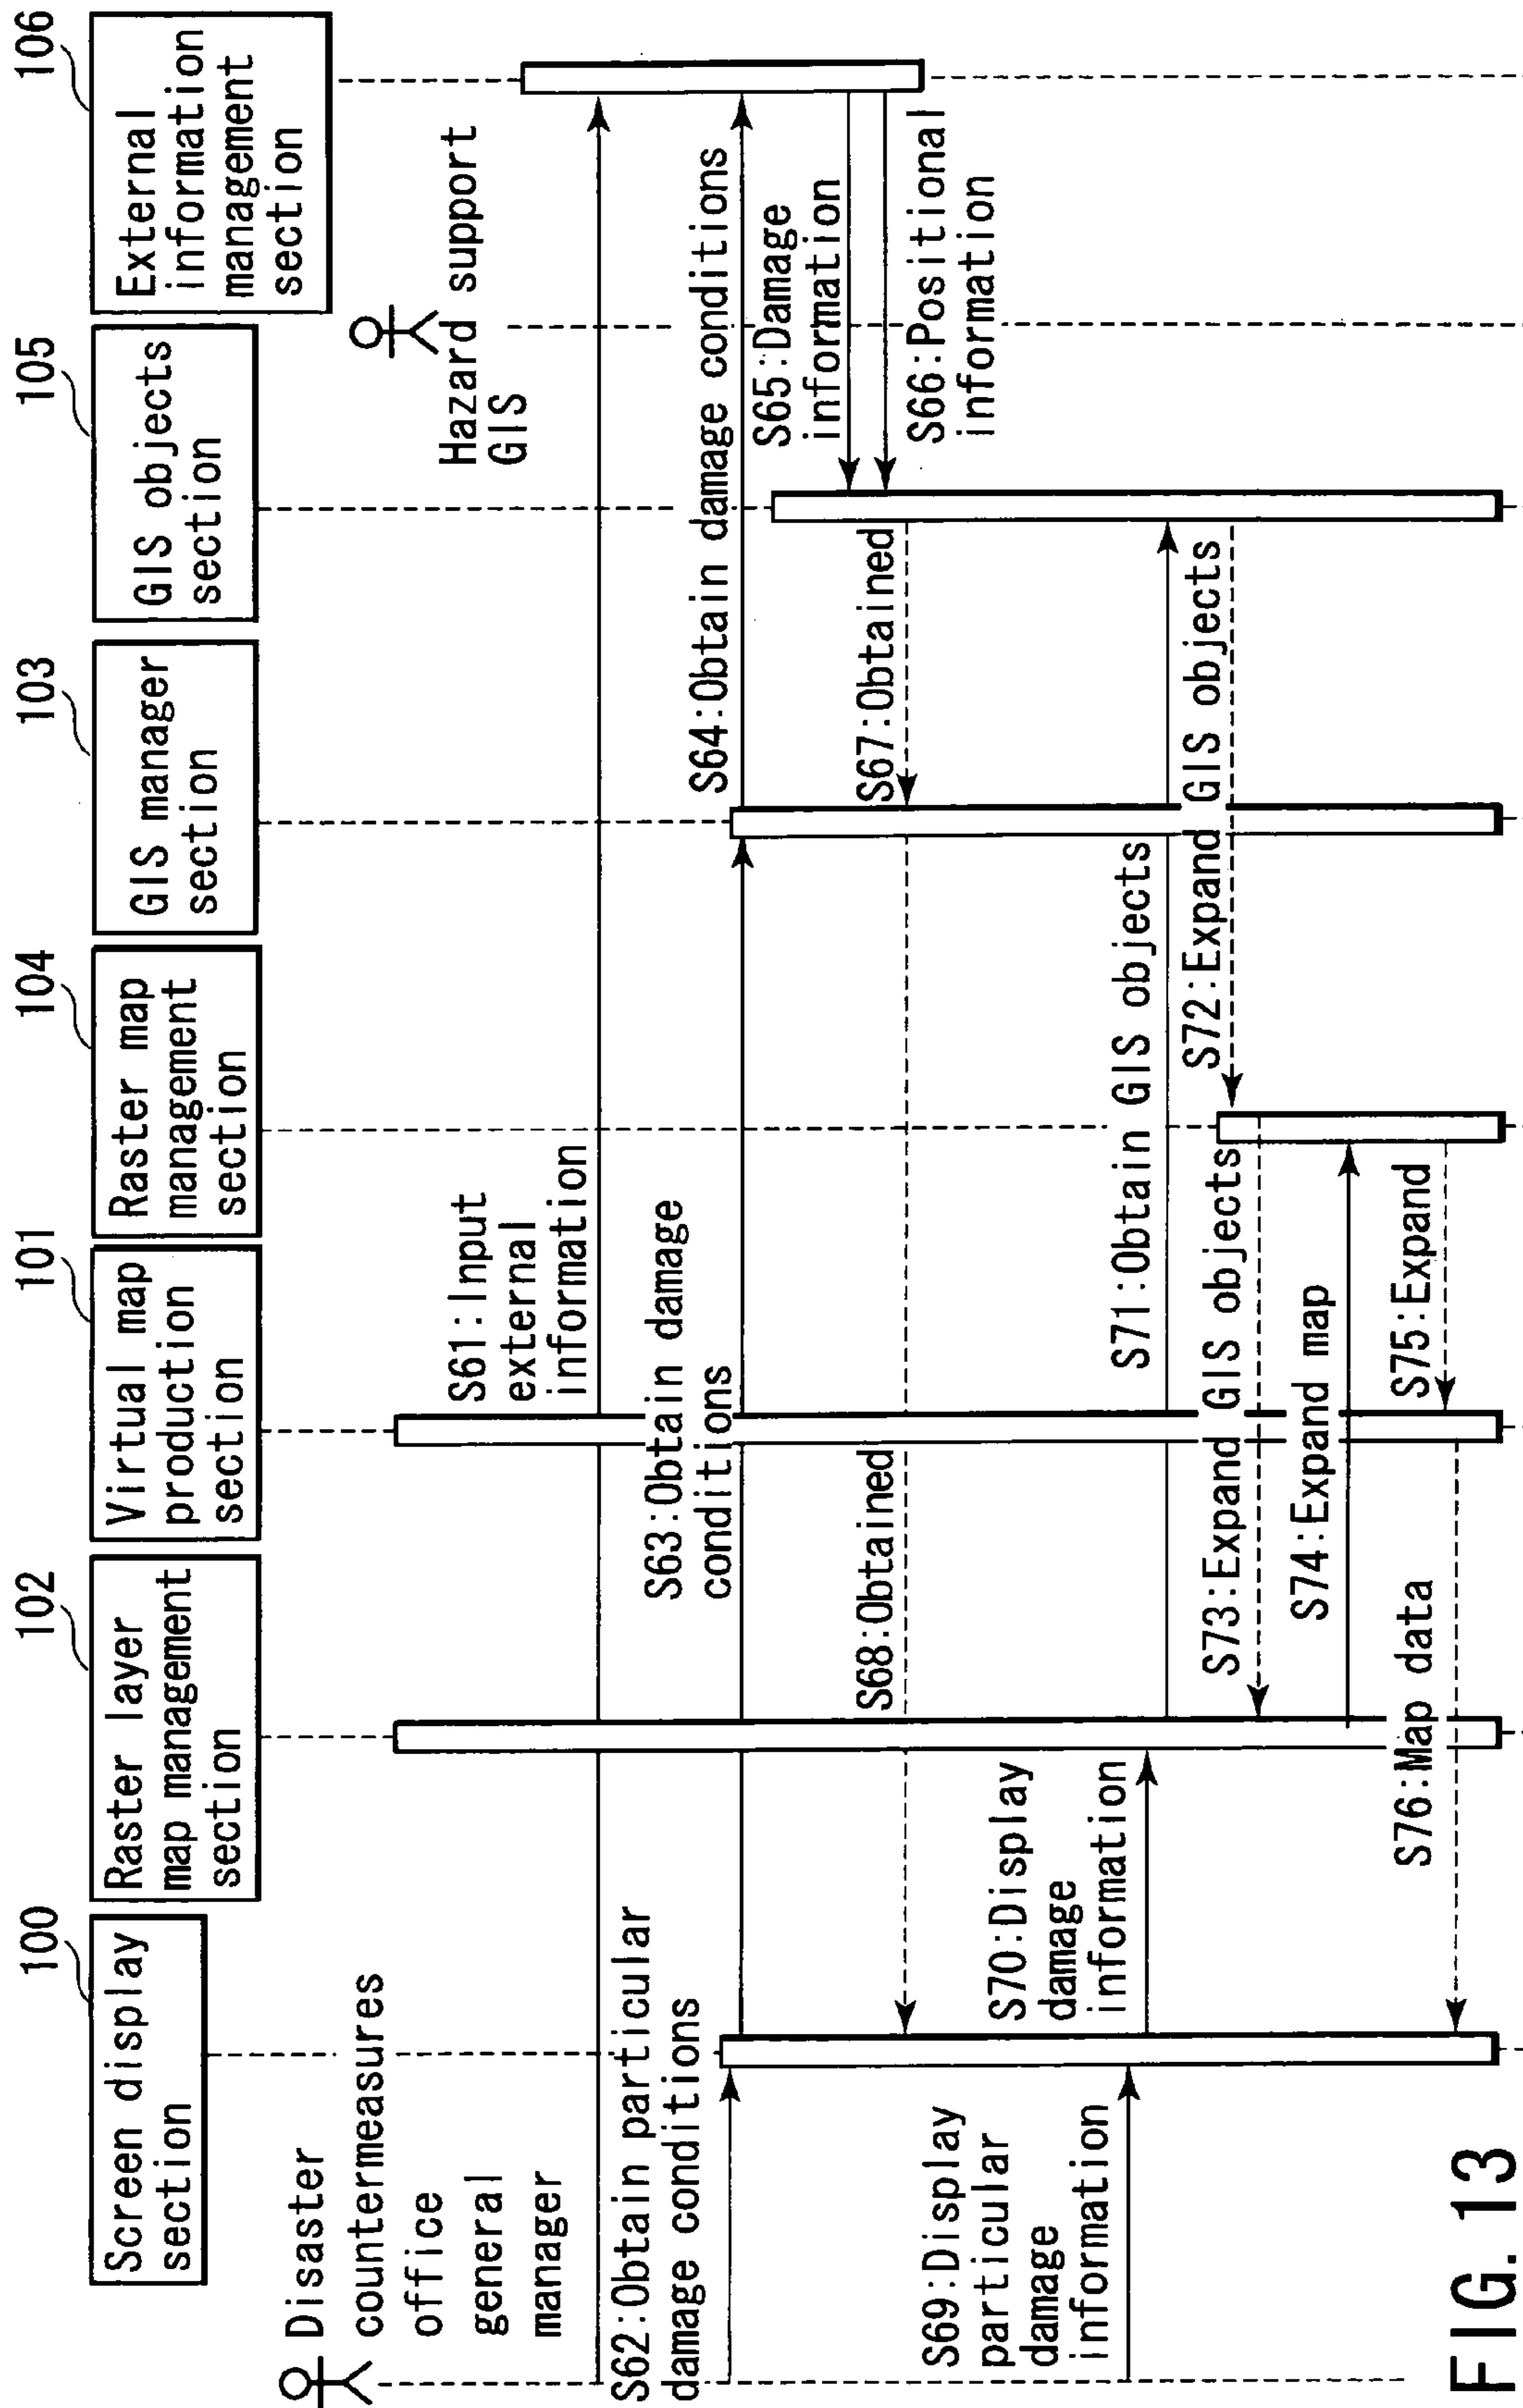 100
Screen display
section
102
Raster layer
map management
section
101
Virtual map
production
section
104
Raster map
management
section
103
GIS manager
section
105
GIS objects
section
106
External
information
management
section
Disaster
countermeasures
office
general
manager
Hazard support
GIS
S61:Input
external
information
S62:Obtain particular
damage conditions
S63:Obtain damage
conditions
S64:Obtain damage conditions
S65:Damage
information
S66:Positional
information
S67:Obtained
S68:Obtained
S69:Display
particular
damage
information
S70:Display
damage
information
S71:Obtain GIS objects
S72:Expand GIS objects
S73:Expand GIS objects
S74:Expand map
S75:Expand
S76:Map data
FIG. 13